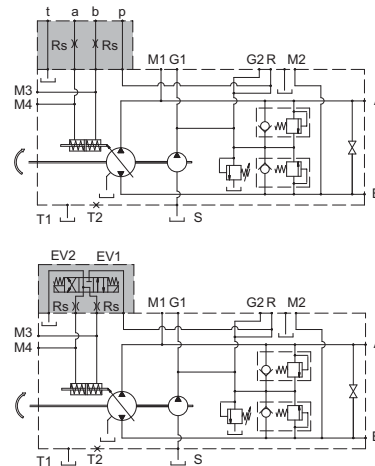 t a b p
Rs Rs
M1 G1 G2 R M2
M3
M4
A
B
T1 T2 S
EV2 EV1
Rs Rs
M1 G1 G2 R M2
M3
M4
A
B
T1 T2 S